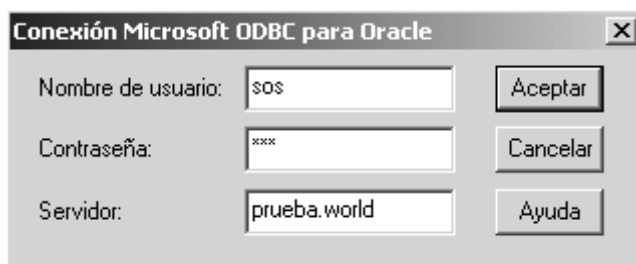 Conexión Microsoft ODBC para Oracle
Nombre de usuario: sos Aceptar
Contraseña: *** Cancelar
Servidor: prueba.world Ayuda